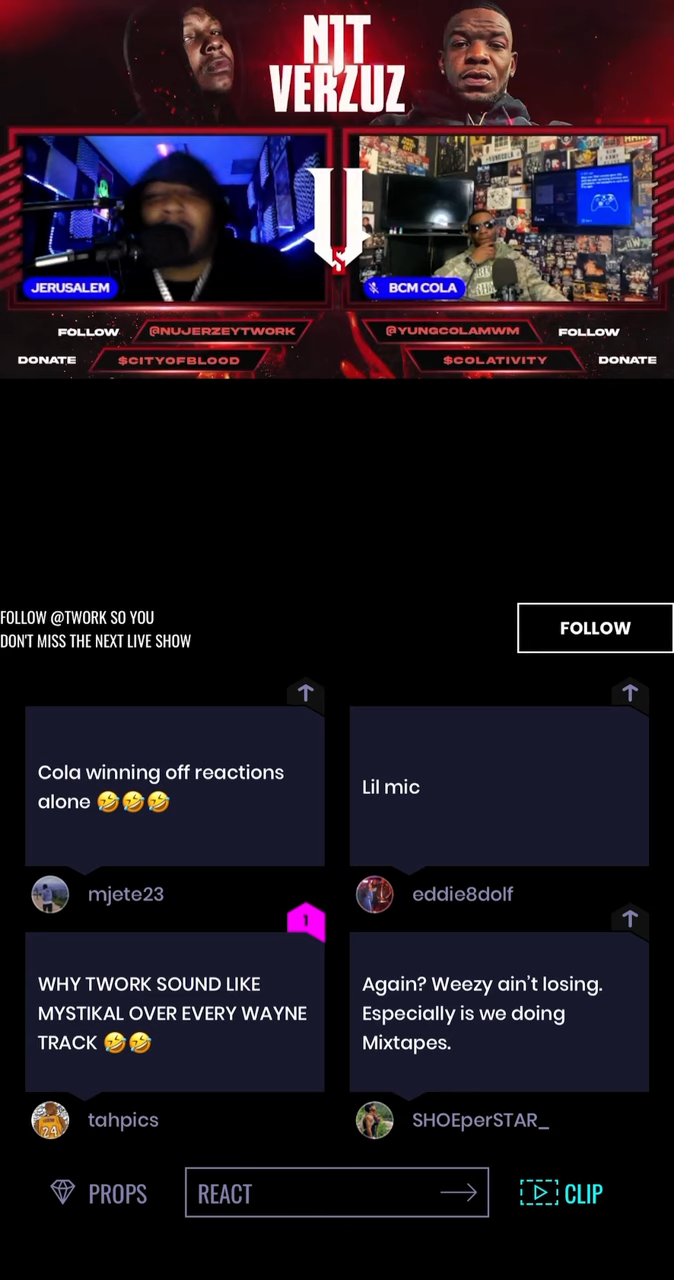 NJT
VERZUZ
JERUSALEM
VS
BCM COLA
FOLLOW
@NUJERZEYTWORK
@YUNGCOLAMWM
FOLLOW
DONATE
$CITYOFBLOOD
$COLATIVITY
DONATE
FOLLOW @TWORK SO YOU
DON'T MISS THE NEXT LIVE SHOW
FOLLOW
Cola winning off reactions
alone 🤣🤣🤣
mjete23
Lil mic
eddie8dolf
1
WHY TWORK SOUND LIKE
MYSTIKAL OVER EVERY WAYNE
TRACK 🤣🤣
tahpics
Again? Weezy ain't losing.
Especially is we doing
Mixtapes.
SHOEperSTAR_
PROPS
REACT
CLIP